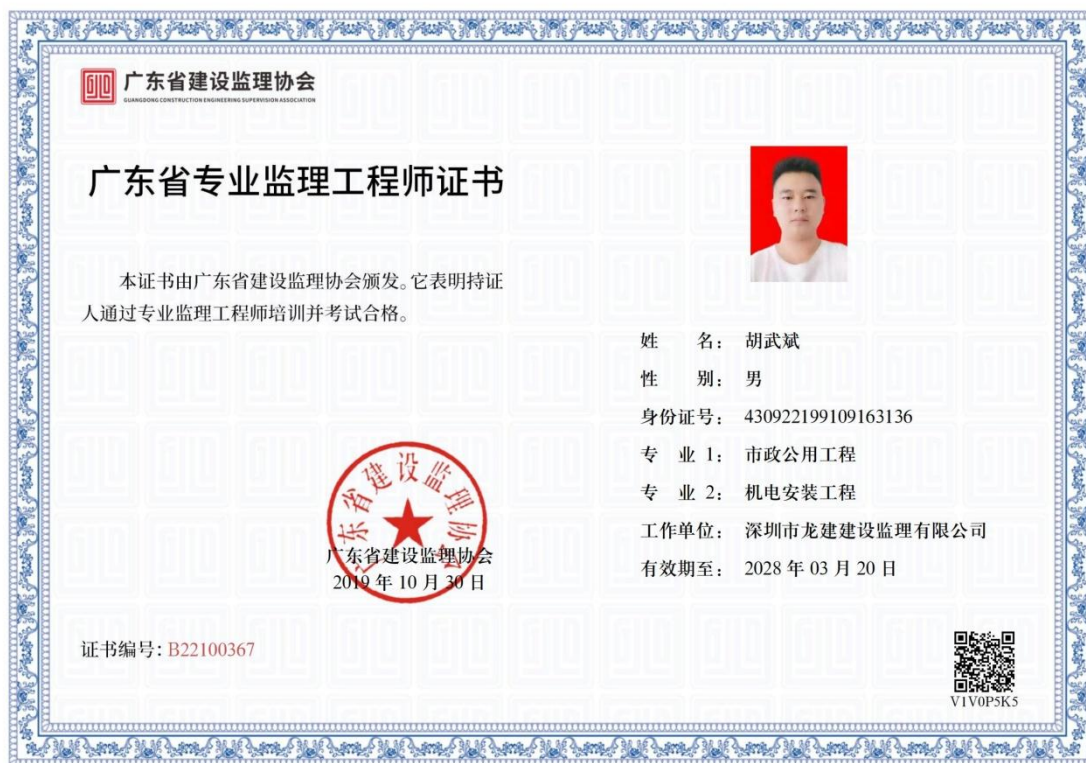 广东省建设监理协会
GUANGDONG CONSTRUCTION ENGINEERING SUPERVISION ASSOCIATION
广东省专业监理工程师证书
本证书由广东省建设监理协会颁发。它表明持证
人通过专业监理工程师培训并考试合格。
广东省建设监理协会
广东省建设监理协会
2019 年 10 月 30 日
证书编号：B22100367
姓 名： 胡武斌
性 别： 男
身份证号： 430922199109163136
专 业 1： 市政公用工程
专 业 2： 机电安装工程
工作单位： 深圳市龙建建设监理有限公司
有效期至： 2028 年 03 月 20 日
V1V0P5K5